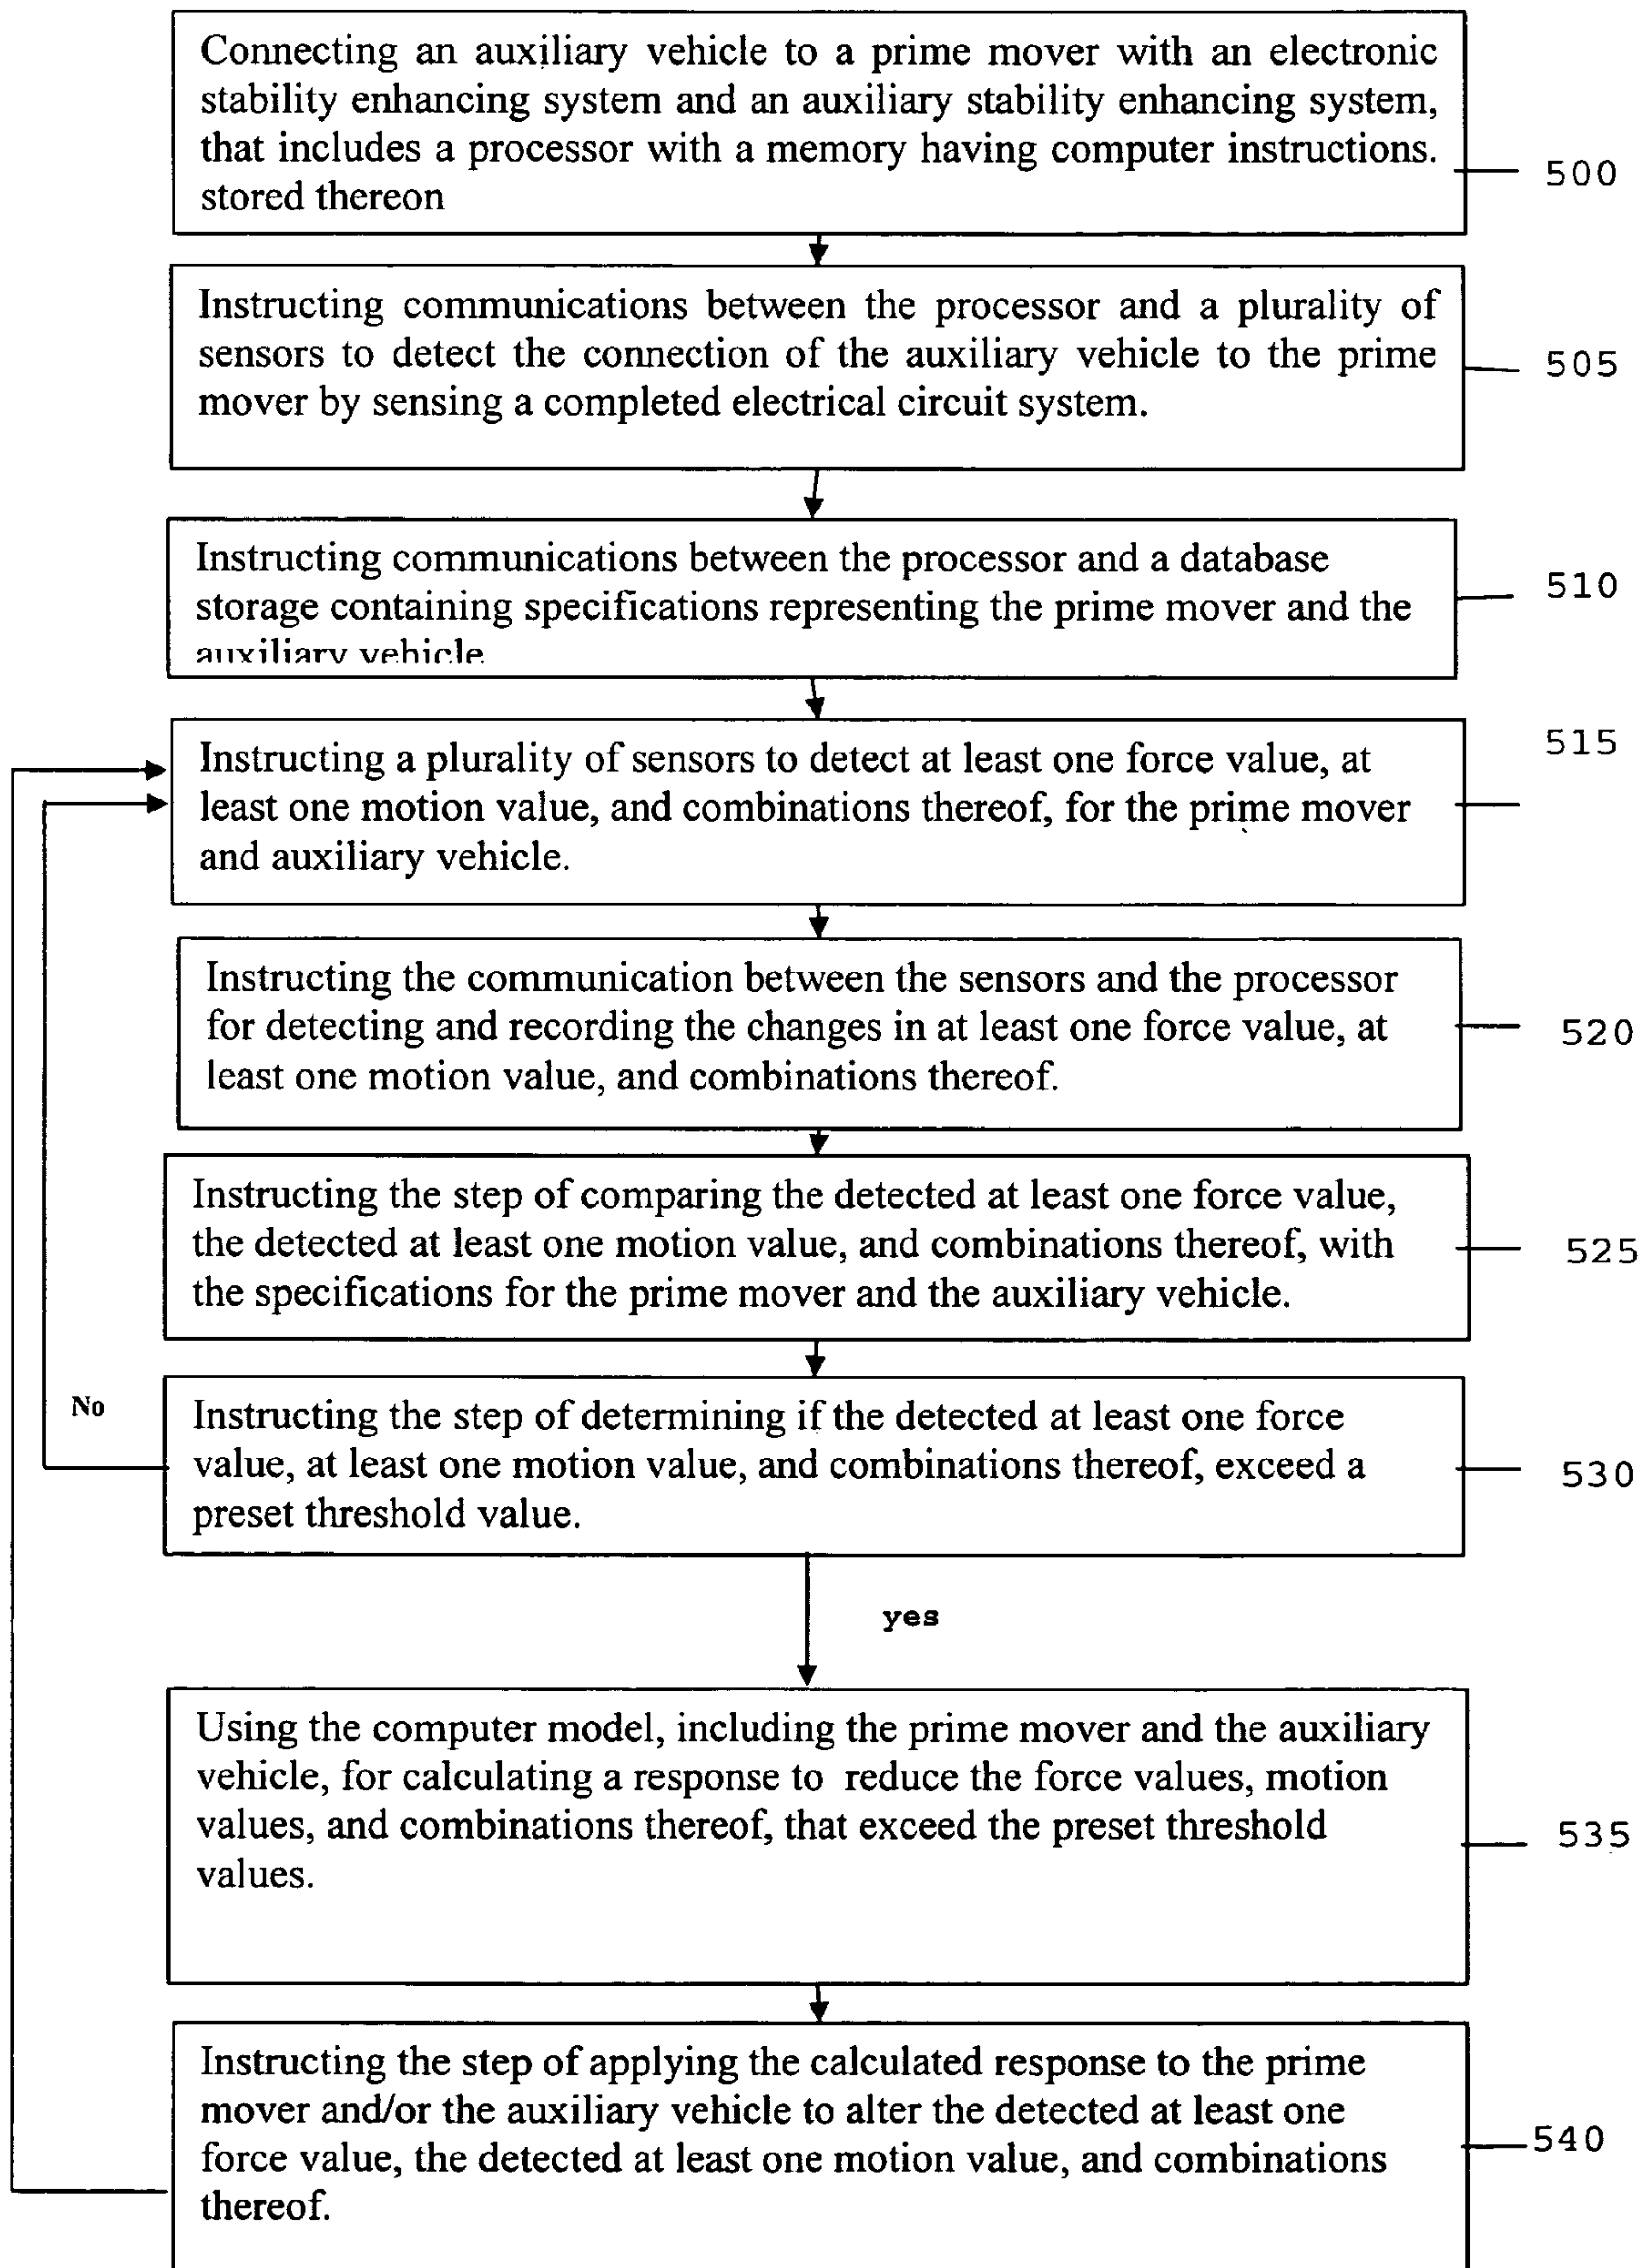 Connecting an auxiliary vehicle to a prime mover with an electronic
stability enhancing system and an auxiliary stability enhancing system,
that includes a processor with a memory having computer instructions.
stored thereon
500
Instructing communications between the processor and a plurality of
sensors to detect the connection of the auxiliary vehicle to the prime
mover by sensing a completed electrical circuit system.
505
Instructing communications between the processor and a database
storage containing specifications representing the prime mover and the
auxiliary vehicle
510
Instructing a plurality of sensors to detect at least one force value, at
least one motion value, and combinations thereof, for the prime mover
and auxiliary vehicle.
515
Instructing the communication between the sensors and the processor
for detecting and recording the changes in at least one force value, at
least one motion value, and combinations thereof.
520
Instructing the step of comparing the detected at least one force value,
the detected at least one motion value, and combinations thereof, with
the specifications for the prime mover and the auxiliary vehicle.
525
No
Instructing the step of determining if the detected at least one force
value, at least one motion value, and combinations thereof, exceed a
preset threshold value.
530
yes
Using the computer model, including the prime mover and the auxiliary
vehicle, for calculating a response to reduce the force values, motion
values, and combinations thereof, that exceed the preset threshold
values.
535
Instructing the step of applying the calculated response to the prime
mover and/or the auxiliary vehicle to alter the detected at least one
force value, the detected at least one motion value, and combinations
thereof.
540